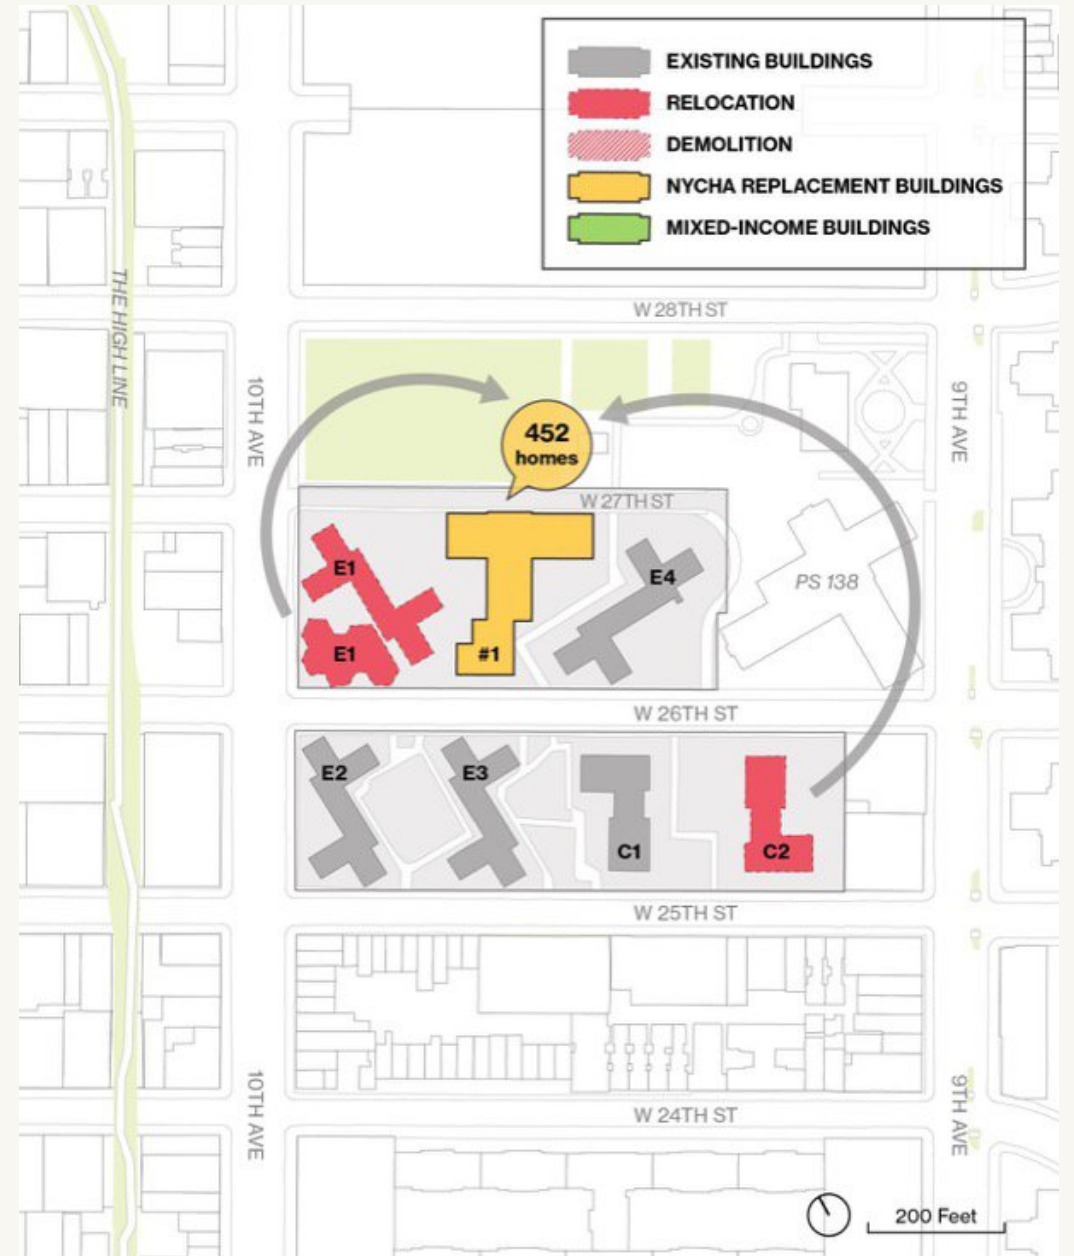 EXISTING BUILDINGS
RELOCATION
DEMOLITION
NYCHA REPLACEMENT BUILDINGS
MIXED-INCOME BUILDINGS
THE HIGH LINE
W 28TH ST
10TH AVE
9TH AVE
452
homes
W 27TH ST
E1
E4
PS 138
E1
#1
W 26TH ST
E2
E3
C1
C2
W 25TH ST
10TH AVE
9TH AVE
W 24TH ST
200 Feet